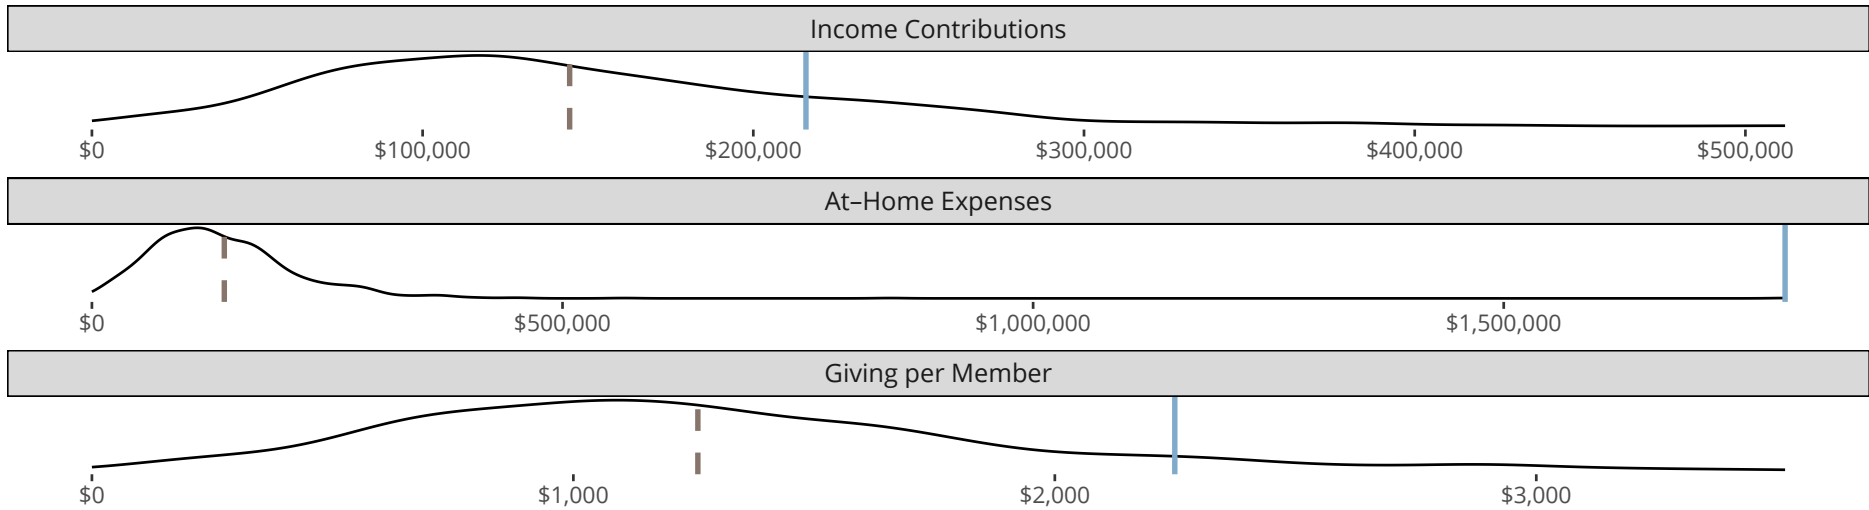 Income Contributions
$0 $100,000 $200,000 $300,000 $400,000 $500,000
At–Home Expenses
$0 $500,000 $1,000,000 $1,500,000
Giving per Member
$0 $1,000 $2,000 $3,000